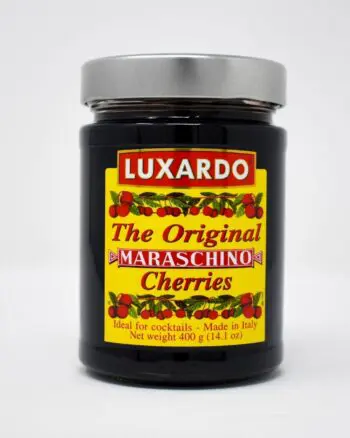 LUXARDO
The Original
MARASCHINO
Cherries
Ideal for cocktails - Made in Italy
Net weight 400 g (14.1 oz)